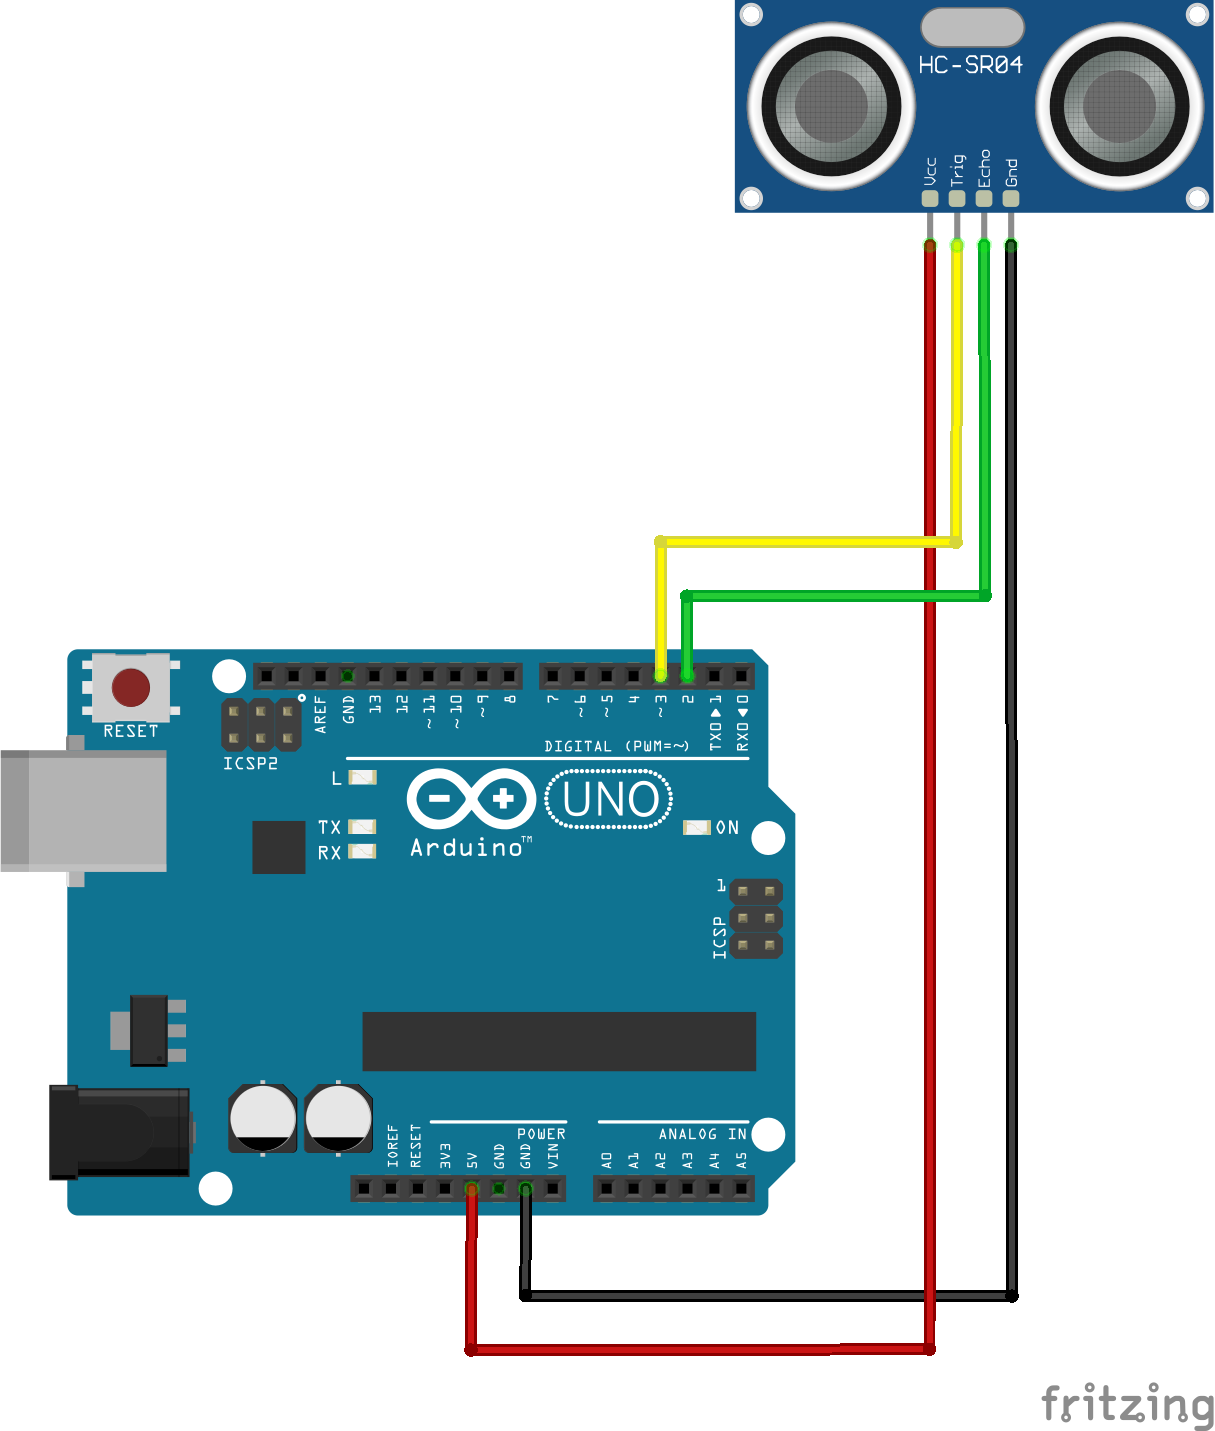 HC-SR04
Vcc
Trig
Echo
Gnd
RESET
ICSP2
AREF
GND
13
12
~11
~10
~9
8
7
~6
~5
4
~3
2
TX0▶1
RX0◀0
DIGITAL (PWM=~)
L
TX
RX
Arduino™
UNO
ON
1
ICSP
POWER
ANALOG IN
IOREF
RESET
3V3
5V
GND
GND
VIN
A0
A1
A2
A3
A4
A5
fritzing